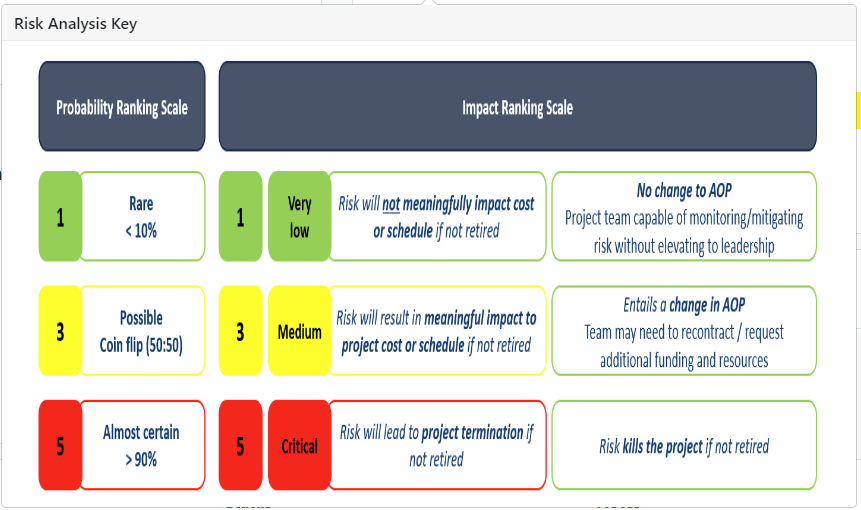 Risk Analysis Key
Probability Ranking Scale
Impact Ranking Scale
1
Rare
< 10%
1
Very
low
Risk will not meaningfully impact cost
or schedule if not retired
No change to AOP
Project team capable of monitoring/mitigating
risk without elevating to leadership
3
Possible
Coin flip (50:50)
3
Medium
Risk will result in meaningful impact to
project cost or schedule if not retired
Entails a change in AOP
Team may need to recontract / request
additional funding and resources
5
Almost certain
> 90%
5
Critical
Risk will lead to project termination if
not retired
Risk kills the project if not retired